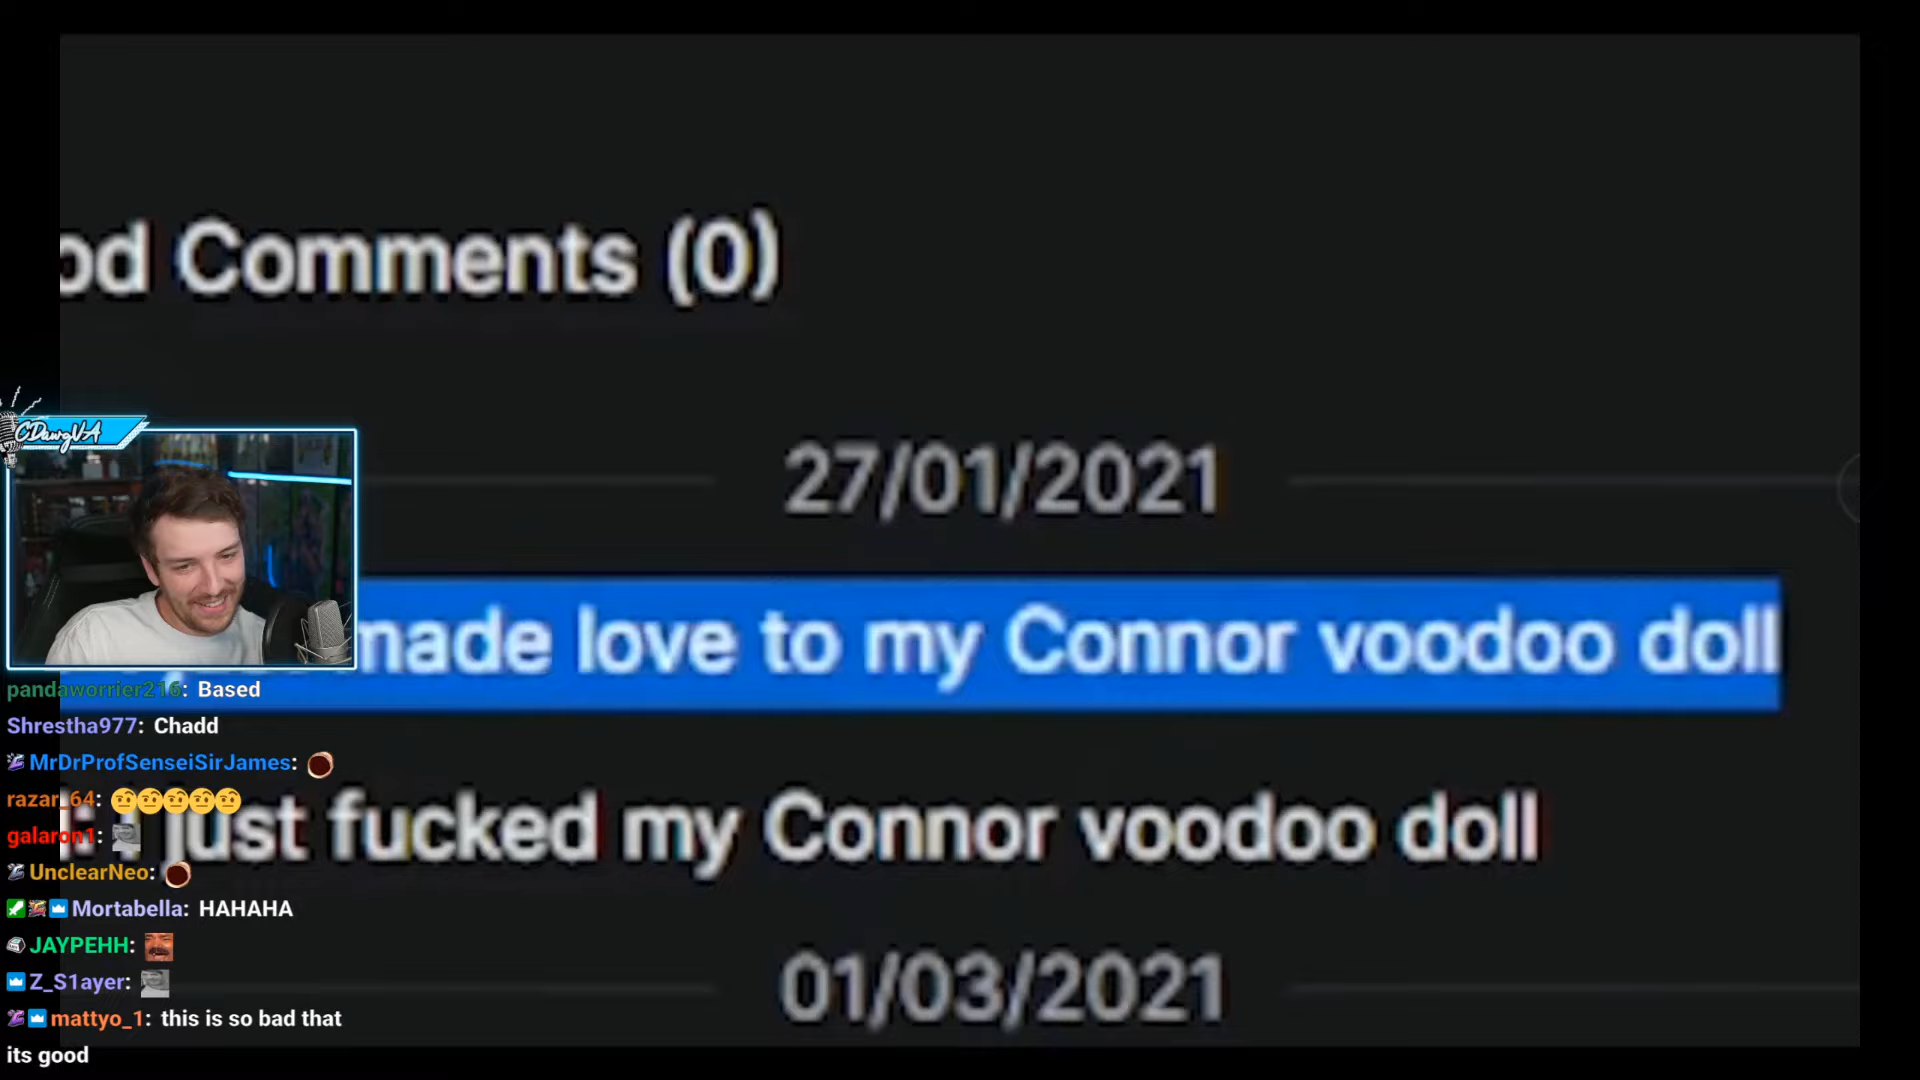 Comments (0)
27/01/2021
CDawgVA
made love to my Connor voodoo doll
pandaworrier216: Based
Shrestha977: Chadd
MrDrProfSenseiSirJames:
razar_64:
just fucked my Connor voodoo doll
galaron1:
UnclearNeo:
Mortabella: HAHAHA
JAYPEHH:
Z_S1ayer:
01/03/2021
mattyo_1: this is so bad that
its good